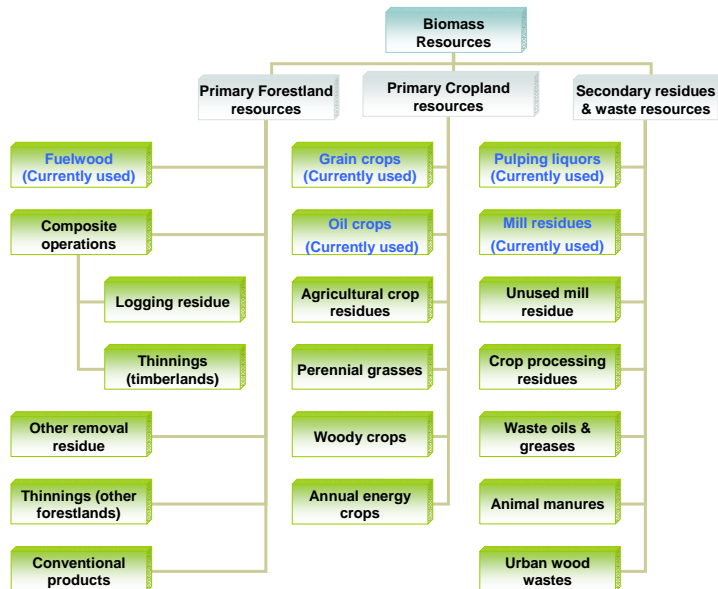 Biomass
Resources
Primary Forestland
resources
Primary Cropland
resources
Secondary residues
& waste resources
Fuelwood
(Currently used)
Composite
operations
Logging residue
Thinnings
(timberlands)
Other removal
residue
Thinnings (other
forestlands)
Conventional
products
Grain crops
(Currently used)
Oil crops
(Currently used)
Agricultural crop
residues
Perennial grasses
Woody crops
Annual energy
crops
Pulping liquors
(Currently used)
Mill residues
(Currently used)
Unused mill
residue
Crop processing
residues
Waste oils &
greases
Animal manures
Urban wood
wastes